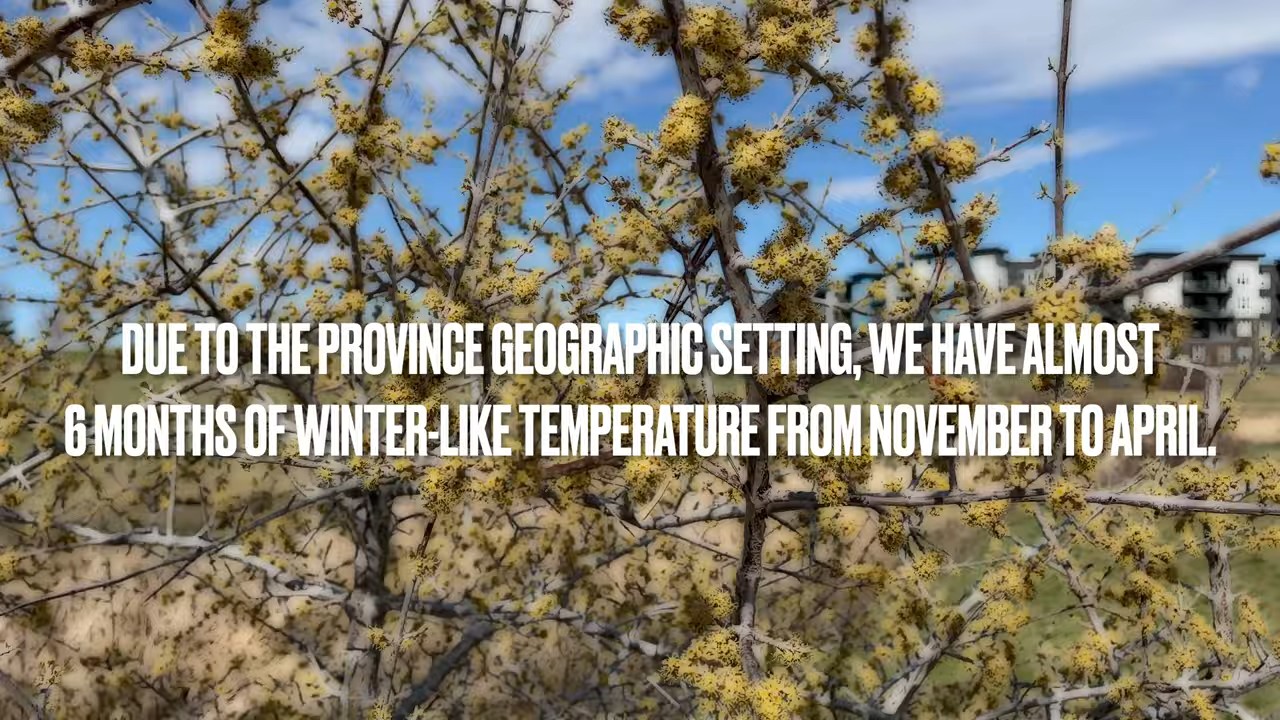 DUE TO THE PROVINCE GEOGRAPHIC SETTING, WE HAVE ALMOST
6 MONTHS OF WINTER-LIKE TEMPERATURE FROM NOVEMBER TO APRIL.